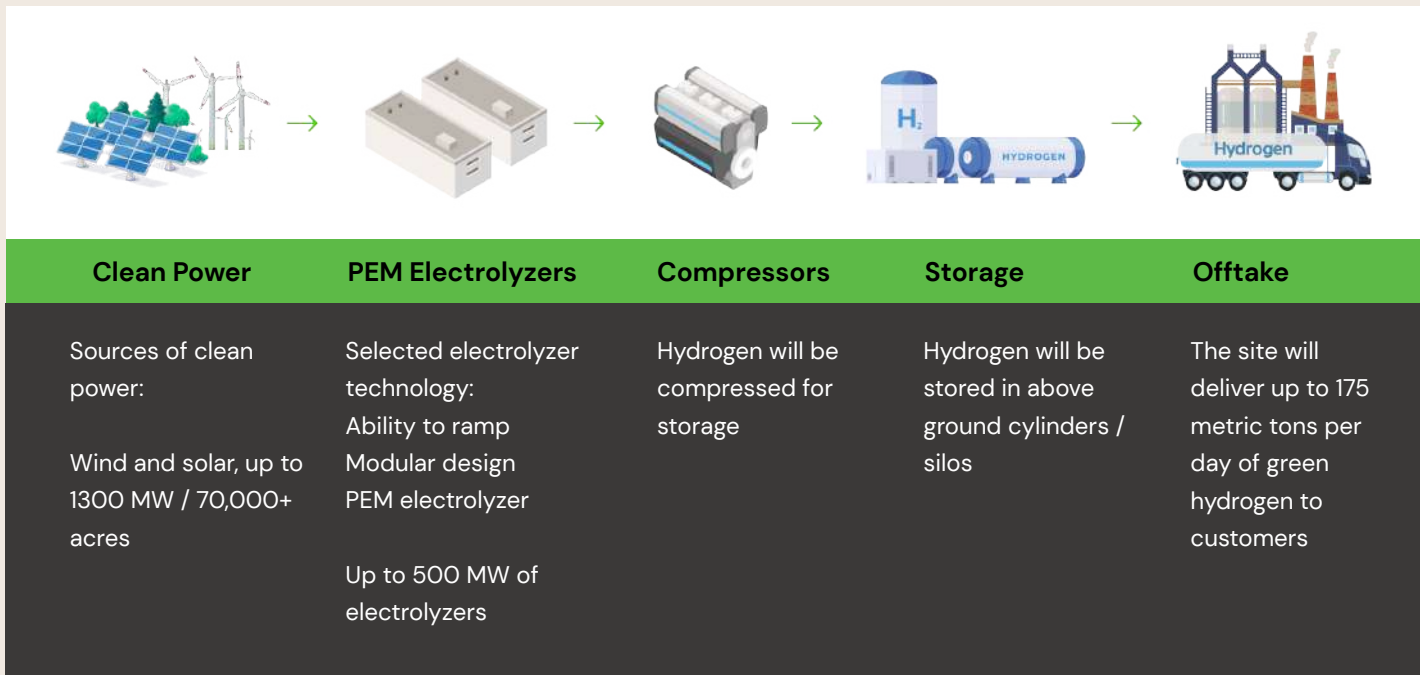 H₂
HYDROGEN
Hydrogen
Clean Power
PEM Electrolyzers
Compressors
Storage
Offtake
Sources of clean
power:
Wind and solar, up to
1300 MW / 70,000+
acres
Selected electrolyzer
technology:
Ability to ramp
Modular design
PEM electrolyzer
Up to 500 MW of
electrolyzers
Hydrogen will be
compressed for
storage
Hydrogen will be
stored in above
ground cylinders /
silos
The site will
deliver up to 175
metric tons per
day of green
hydrogen to
customers